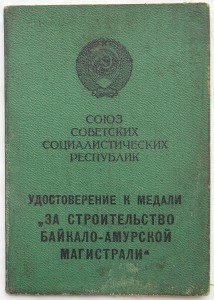 СОЮЗ
СОВЕТСКИХ
СОЦИАЛИСТИЧЕСКИХ
РЕСПУБЛИК
УДОСТОВЕРЕНИЕ К МЕДАЛИ
„ЗА СТРОИТЕЛЬСТВО
БАЙКАЛО-АМУРСКОЙ
МАГИСТРАЛИ“